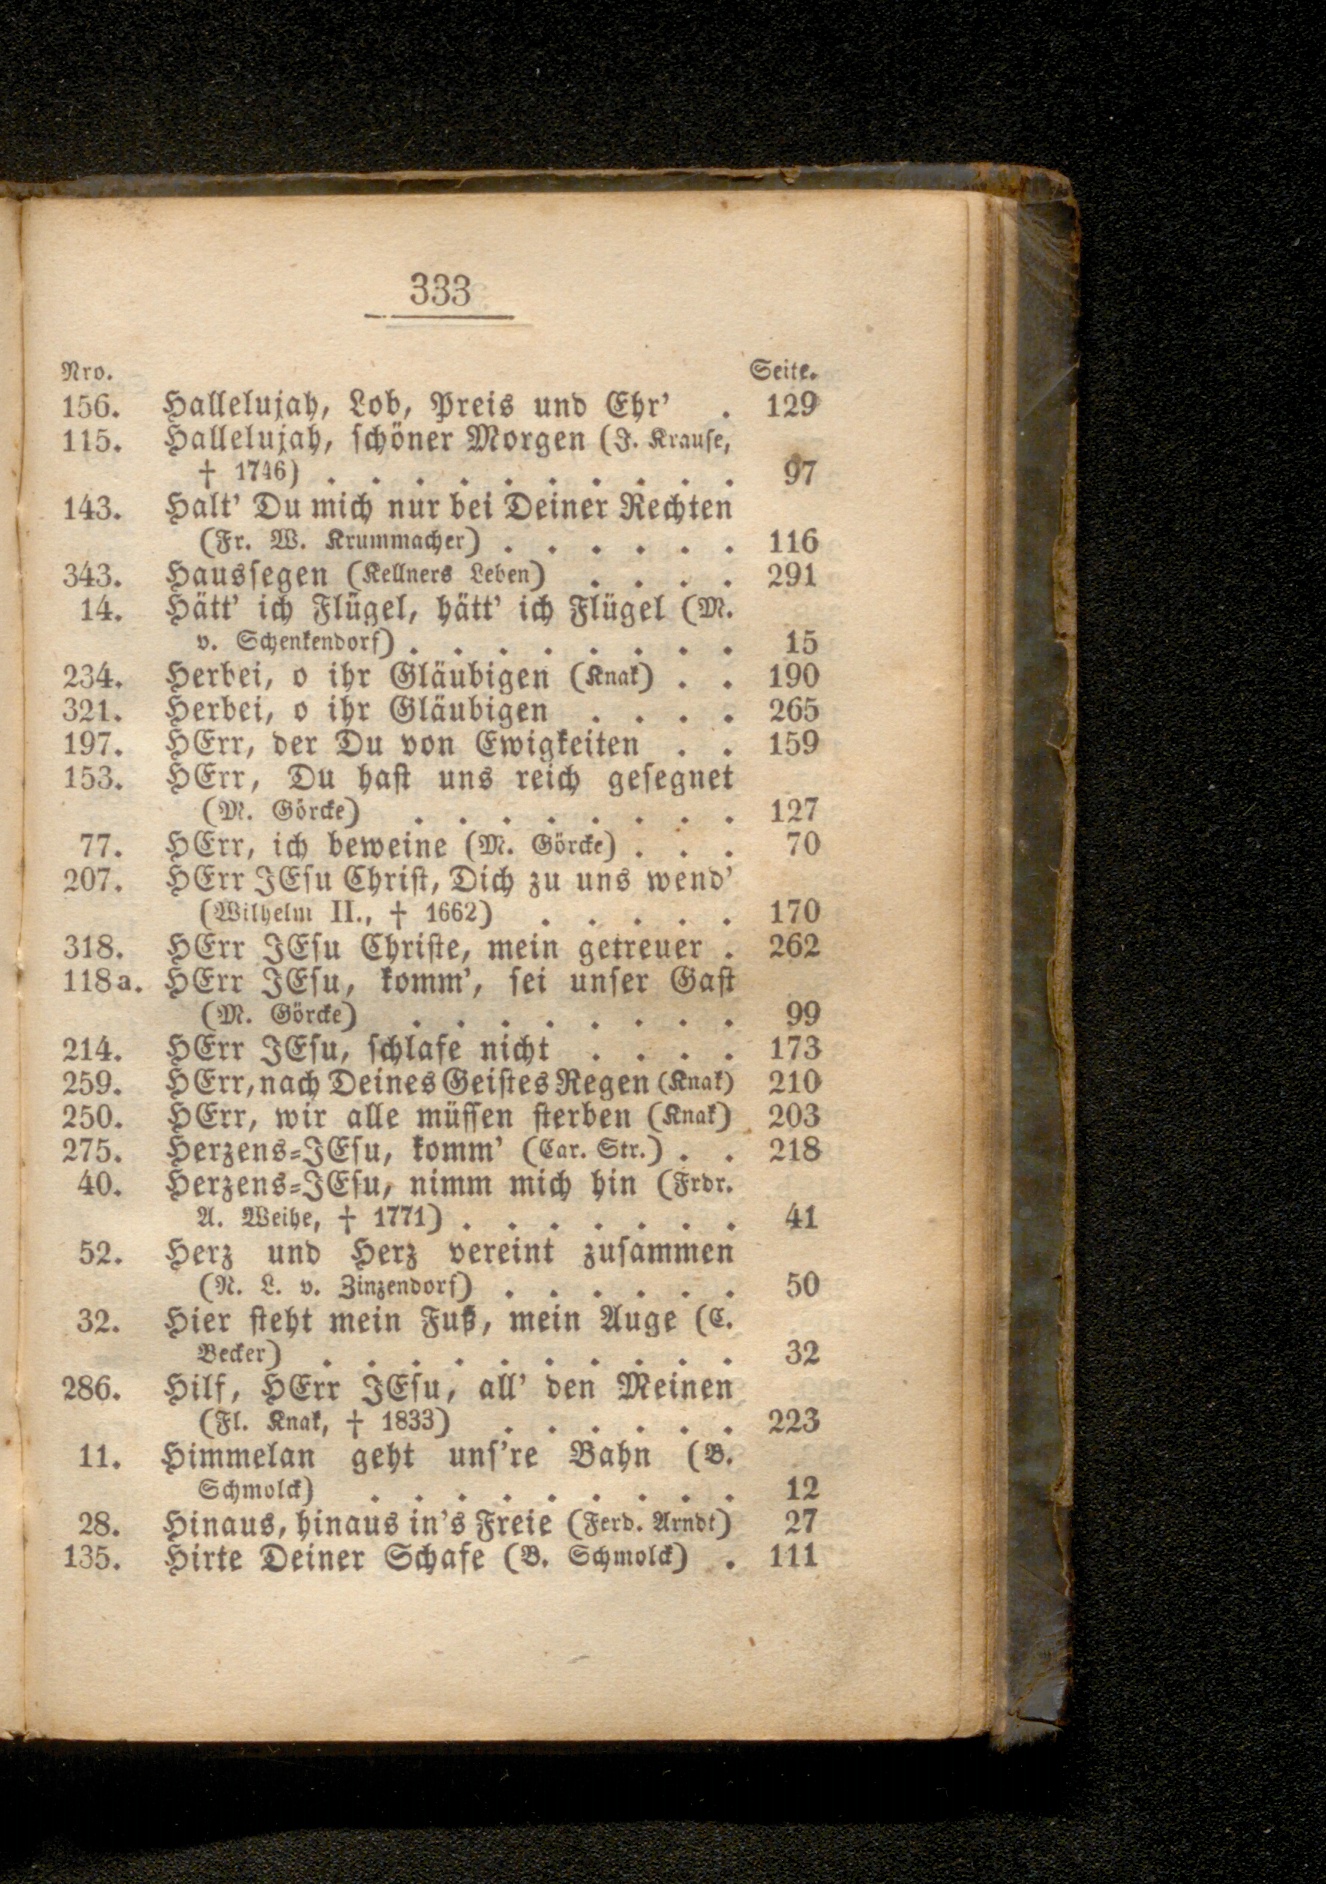 333
Nro. Seite.
156. Hallelujah, Lob, Preis und Ehr' . 129
115. Hallelujah, schöner Morgen (J. Krause,
† 1746) . . . . . . . . . . 97
143. Halt' Du mich nur bei Deiner Rechten
(Fr. W. Krummacher) . . . . . . 116
343. Haussegen (Kellners Leben) . . . . 291
14. Hätt' ich Flügel, hätt' ich Flügel (M.
v. Schenkendorf) . . . . . . . . 15
234. Herbei, o ihr Gläubigen (Knak) . . 190
321. Herbei, o ihr Gläubigen . . . . 265
197. HErr, der Du von Ewigkeiten . . 159
153. HErr, Du hast uns reich gesegnet
(M. Görcke) . . . . . . . . 127
77. HErr, ich beweine (M. Görcke) . . . 70
207. HErr JEsu Christ, Dich zu uns wend'
(Wilhelm II., † 1662) . . . . . 170
318. HErr JEsu Christe, mein getreuer . 262
118a. HErr JEsu, komm', sei unser Gast
(M. Görcke) . . . . . . . . 99
214. HErr JEsu, schlafe nicht . . . . 173
259. HErr, nach Deines Geistes Regen (Knak) 210
250. HErr, wir alle müssen sterben (Knak) . 203
275. Herzens-JEsu, komm' (Car. Str.) . . 218
40. Herzens-JEsu, nimm mich hin (Frdr.
A. Weihe, † 1771) . . . . . . . 41
52. Herz und Herz vereint zusammen
(N. L. v. Zinzendorf) . . . . . . 50
32. Hier steht mein Fuß, mein Auge (C.
Becker) . . . . . . . . . . 32
286. Hilf, HErr JEsu, all' den Meinen
(Fl. Knak, † 1833) . . . . . . 223
11. Himmelan geht uns're Bahn (B.
Schmolck) . . . . . . . . . 12
28. Hinaus, hinaus in's Freie (Ferd. Arndt) 27
135. Hirte Deiner Schafe (B. Schmolck) . 111